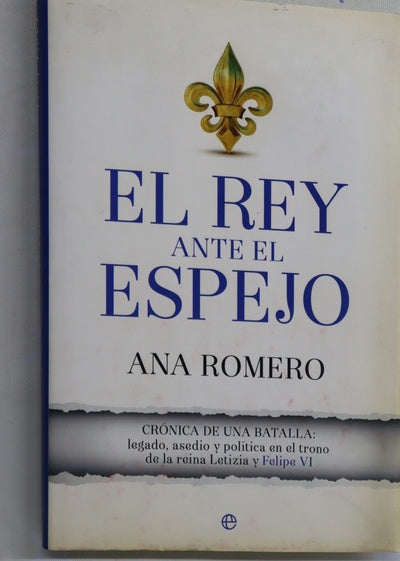 EL REY
ANTE EL
ESPEJO
ANA ROMERO
CRÓNICA DE UNA BATALLA:
legado, asedio y política en el trono
de la reina Letizia y Felipe VI